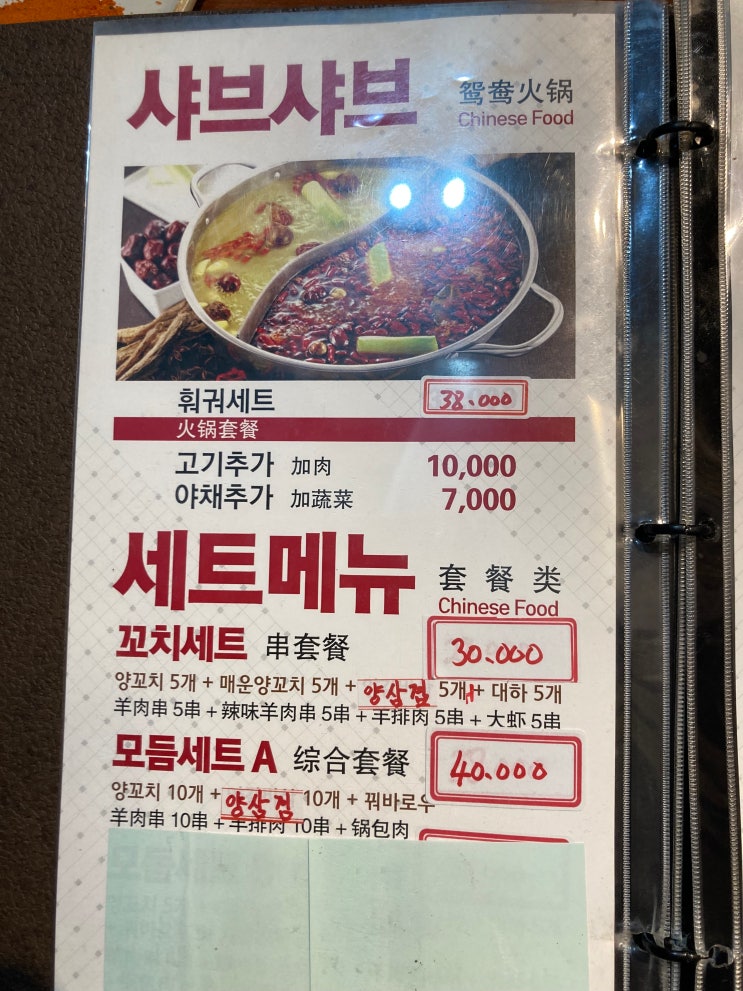 샤브샤브 鸳鸯火锅
Chinese Food
훠궈세트 38.000
火锅套餐
고기추가 加肉 10,000
야채추가 加蔬菜 7,000
세트메뉴 套餐类
Chinese Food
꼬치세트 串套餐 30.000
양꼬치 5개 + 매운양꼬치 5개 + 양삼겹 5개 + 대하 5개
羊肉串 5串 + 辣味羊肉串 5串 + 羊排肉 5串 + 大虾 5串
모듬세트 A 综合套餐 40.000
양꼬치 10개 + 양삼겹 10개 + 꿔바로우
羊肉串 10串 + 羊排肉 10串 + 锅包肉